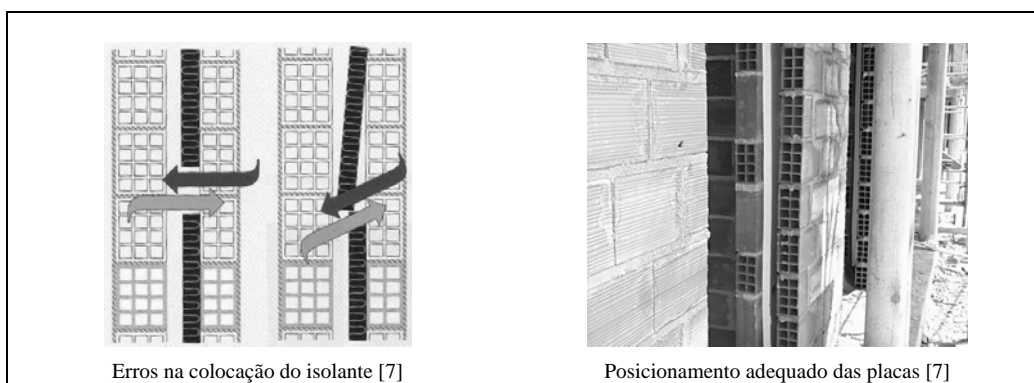 Erros na colocação do isolante [7]
Posicionamento adequado das placas [7]